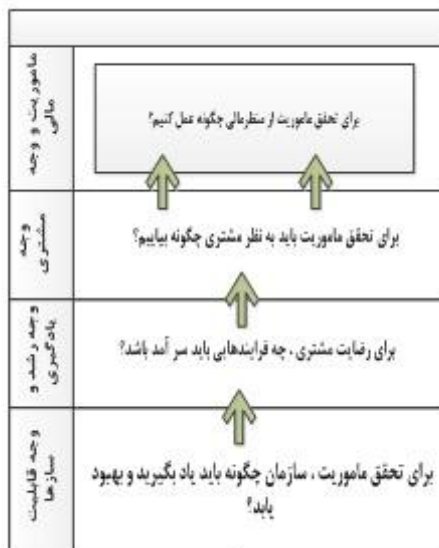 ماموریت و وجه
مالی
برای تحقق ماموریت از منظرمالی چگونه عمل کنیم؟
وجه
مشتری
برای تحقق ماموریت باید به نظر مشتری چگونه بیاییم؟
وجه رشد و
یادگیری
برای رضایت مشتری ، چه فرایندهایی باید سر آمد باشد؟
وجه قابلیت
سازها
برای تحقق ماموریت ، سازمان چگونه باید یاد بگیرید و بهبود
یابد؟